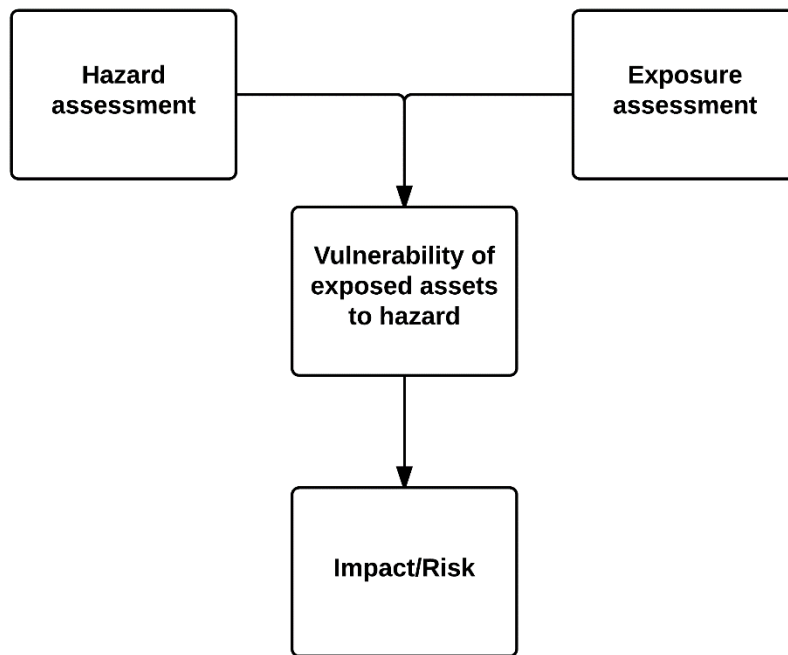 Hazard
assessment
Exposure
assessment
Vulnerability of
exposed assets
to hazard
Impact/Risk